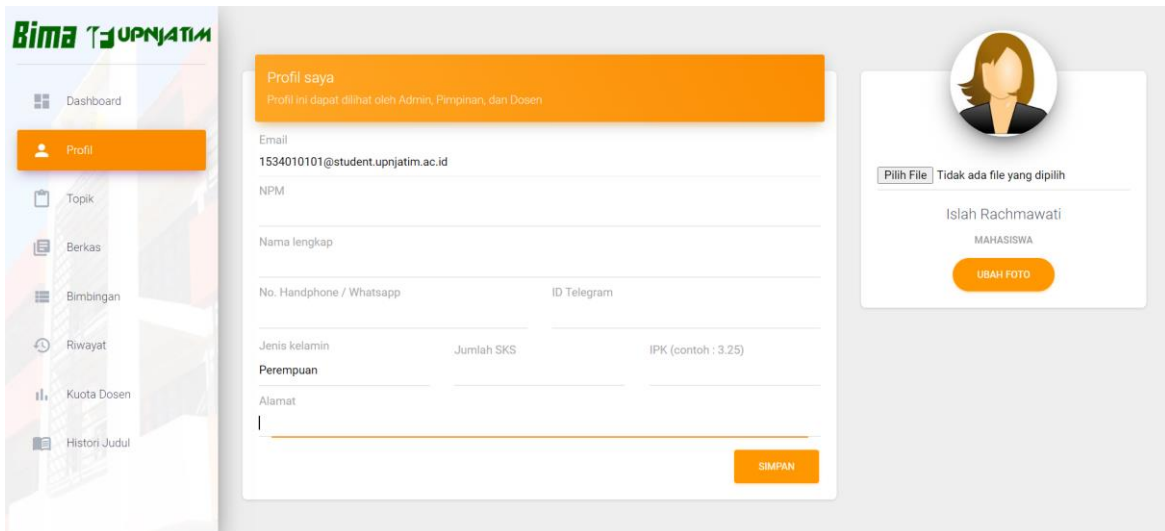 Bima UPNJATIM
Dashboard
Profil
Topik
Berkas
Bimbingan
Riwayat
Kuota Dosen
Histori Judul
Profil saya
Profil ini dapat dilihat oleh Admin, Pimpinan, dan Dosen
Email
1534010101@student.upnjatim.ac.id
NPM
Nama lengkap
No. Handphone / Whatsapp
ID Telegram
Jenis kelamin
Perempuan
Jumlah SKS
IPK (contoh : 3.25)
Alamat
SIMPAN
Pilih File Tidak ada file yang dipilih
Islah Rachmawati
MAHASISWA
UBAH FOTO